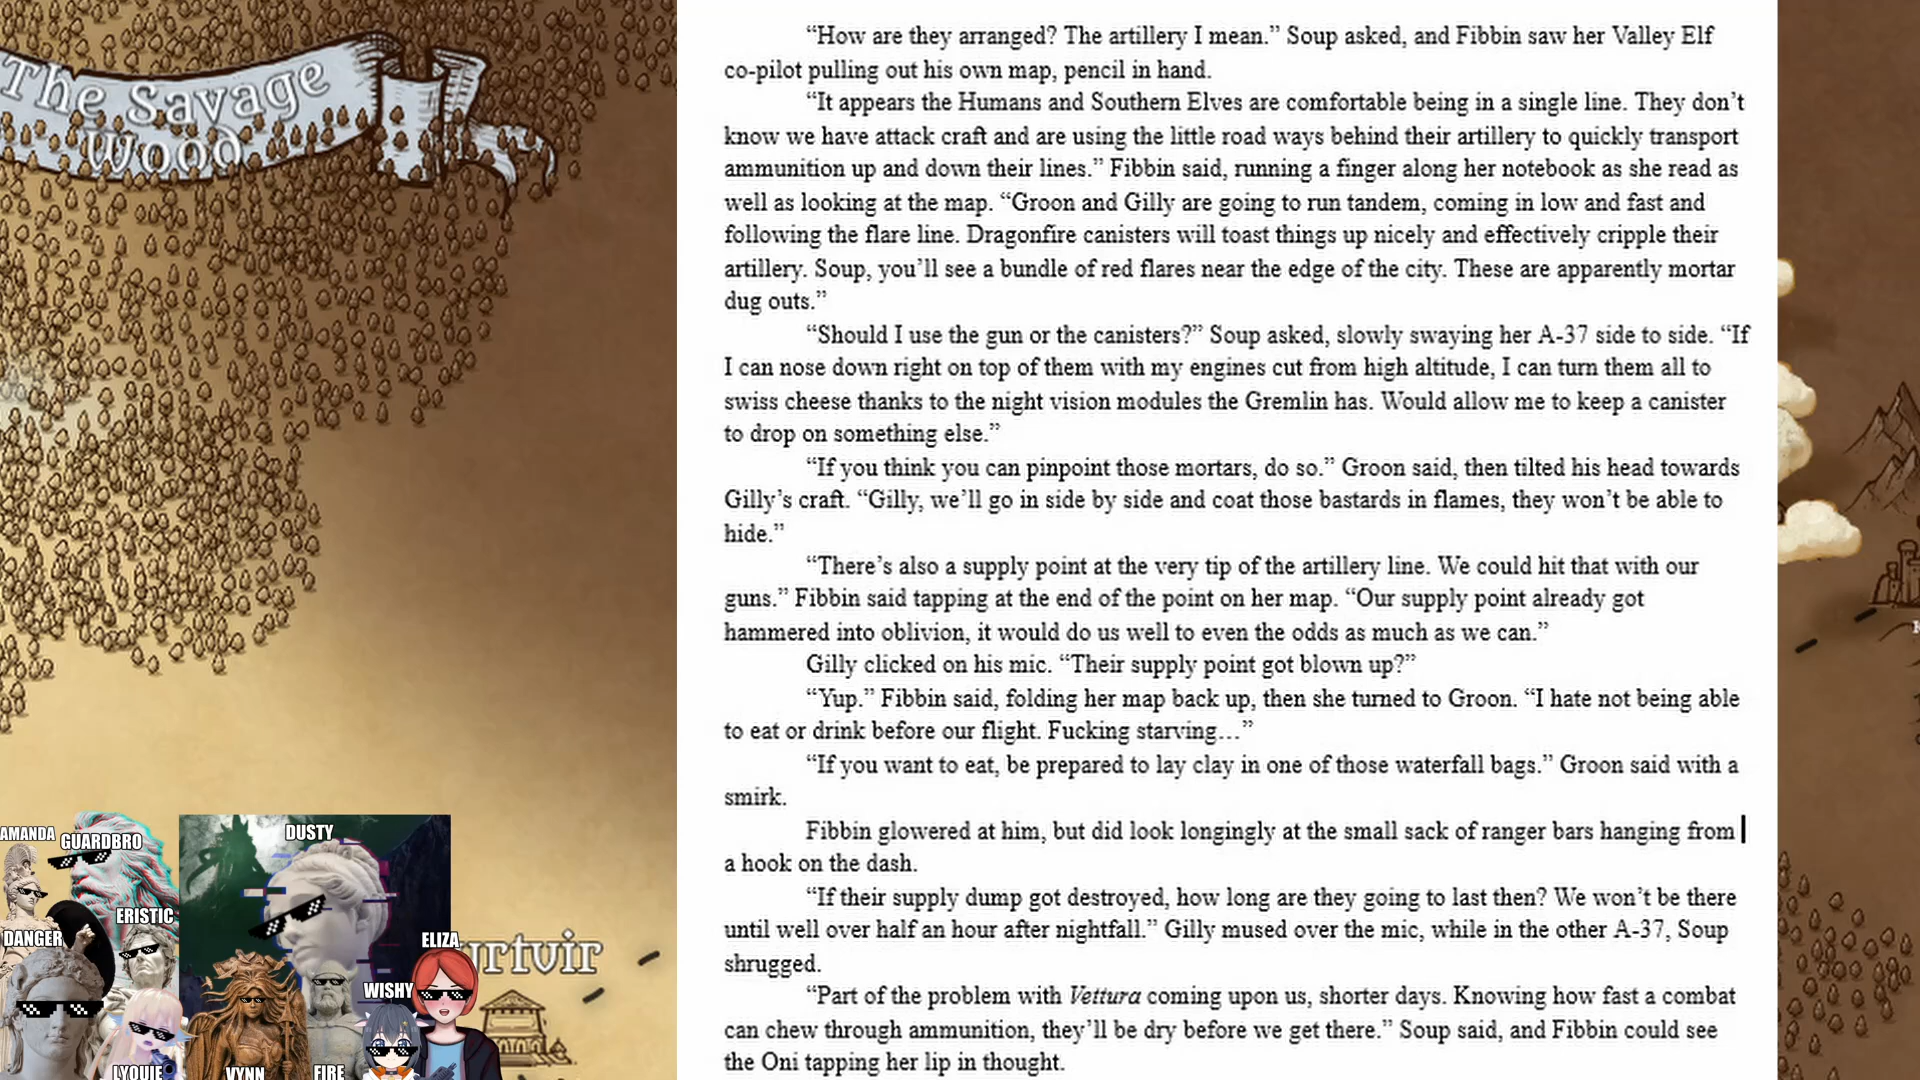 The Savage
Wood
“How are they arranged? The artillery I mean.” Soup asked, and Fibbin saw her Valley Elf
co-pilot pulling out his own map, pencil in hand.
“It appears the Humans and Southern Elves are comfortable being in a single line. They don’t
know we have attack craft and are using the little road ways behind their artillery to quickly transport
ammunition up and down their lines.” Fibbin said, running a finger along her notebook as she read as
well as looking at the map. “Groon and Gilly are going to run tandem, coming in low and fast and
following the flare line. Dragonfire canisters will toast things up nicely and effectively cripple their
artillery. Soup, you’ll see a bundle of red flares near the edge of the city. These are apparently mortar
dug outs.”
“Should I use the gun or the canisters?” Soup asked, slowly swaying her A-37 side to side. “If
I can nose down right on top of them with my engines cut from high altitude, I can turn them all to
swiss cheese thanks to the night vision modules the Gremlin has. Would allow me to keep a canister
to drop on something else.”
“If you think you can pinpoint those mortars, do so.” Groon said, then tilted his head towards
Gilly’s craft. “Gilly, we’ll go in side by side and coat those bastards in flames, they won’t be able to
hide.”
“There’s also a supply point at the very tip of the artillery line. We could hit that with our
guns.” Fibbin said tapping at the end of the point on her map. “Our supply point already got
hammered into oblivion, it would do us well to even the odds as much as we can.”
Gilly clicked on his mic. “Their supply point got blown up?”
“Yup.” Fibbin said, folding her map back up, then she turned to Groon. “I hate not being able
to eat or drink before our flight. Fucking starving…”
“If you want to eat, be prepared to lay clay in one of those waterfall bags.” Groon said with a
smirk.
Fibbin glowered at him, but did look longingly at the small sack of ranger bars hanging from
a hook on the dash.
“If their supply dump got destroyed, how long are they going to last then? We won’t be there
until well over half an hour after nightfall.” Gilly mused over the mic, while in the other A-37, Soup
shrugged.
“Part of the problem with Vettura coming upon us, shorter days. Knowing how fast a combat
can chew through ammunition, they’ll be dry before we get there.” Soup said, and Fibbin could see
the Oni tapping her lip in thought.
AMANDA
GUARDBRO
DUSTY
ERISTIC
DANGER
ELIZA
WISHY
LYQUIE
VYNN
FIRE